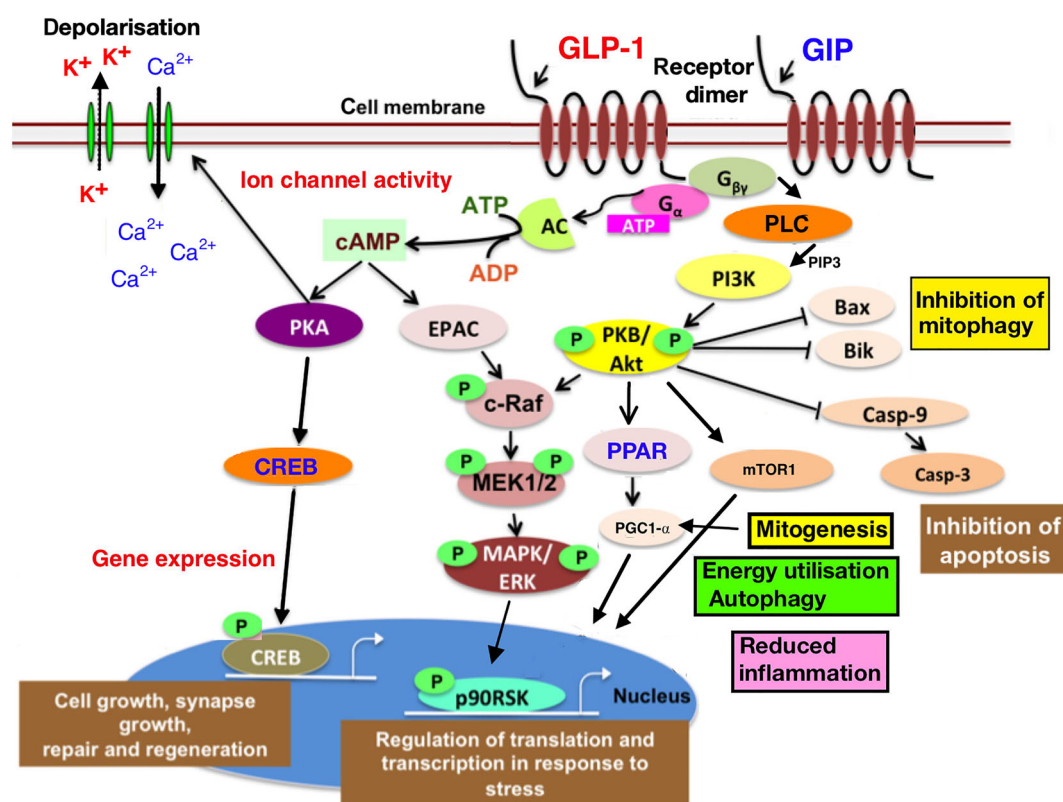 Depolarisation
K+
K+
Ca2+
GLP-1
Receptor
dimer
GIP
Cell membrane
K+
Ca2+
Ca2+
Ca2+
Ion channel activity
ATP
ADP
cAMP
AC
Gα
ATP
Gβγ
PLC
PIP3
PI3K
PKA
EPAC
P
PKB/
Akt
P
Bax
Bik
Inhibition of
mitophagy
P
c-Raf
Casp-9
Casp-3
CREB
P
P
MEK1/2
PPAR
mTOR1
PGC1-α
Mitogenesis
Inhibition of
apoptosis
Gene expression
P
MAPK/
ERK
P
Energy utilisation
Autophagy
Reduced
inflammation
P
CREB
P
p90RSK
Nucleus
Cell growth, synapse
growth,
repair and regeneration
Regulation of translation and
transcription in response to
stress